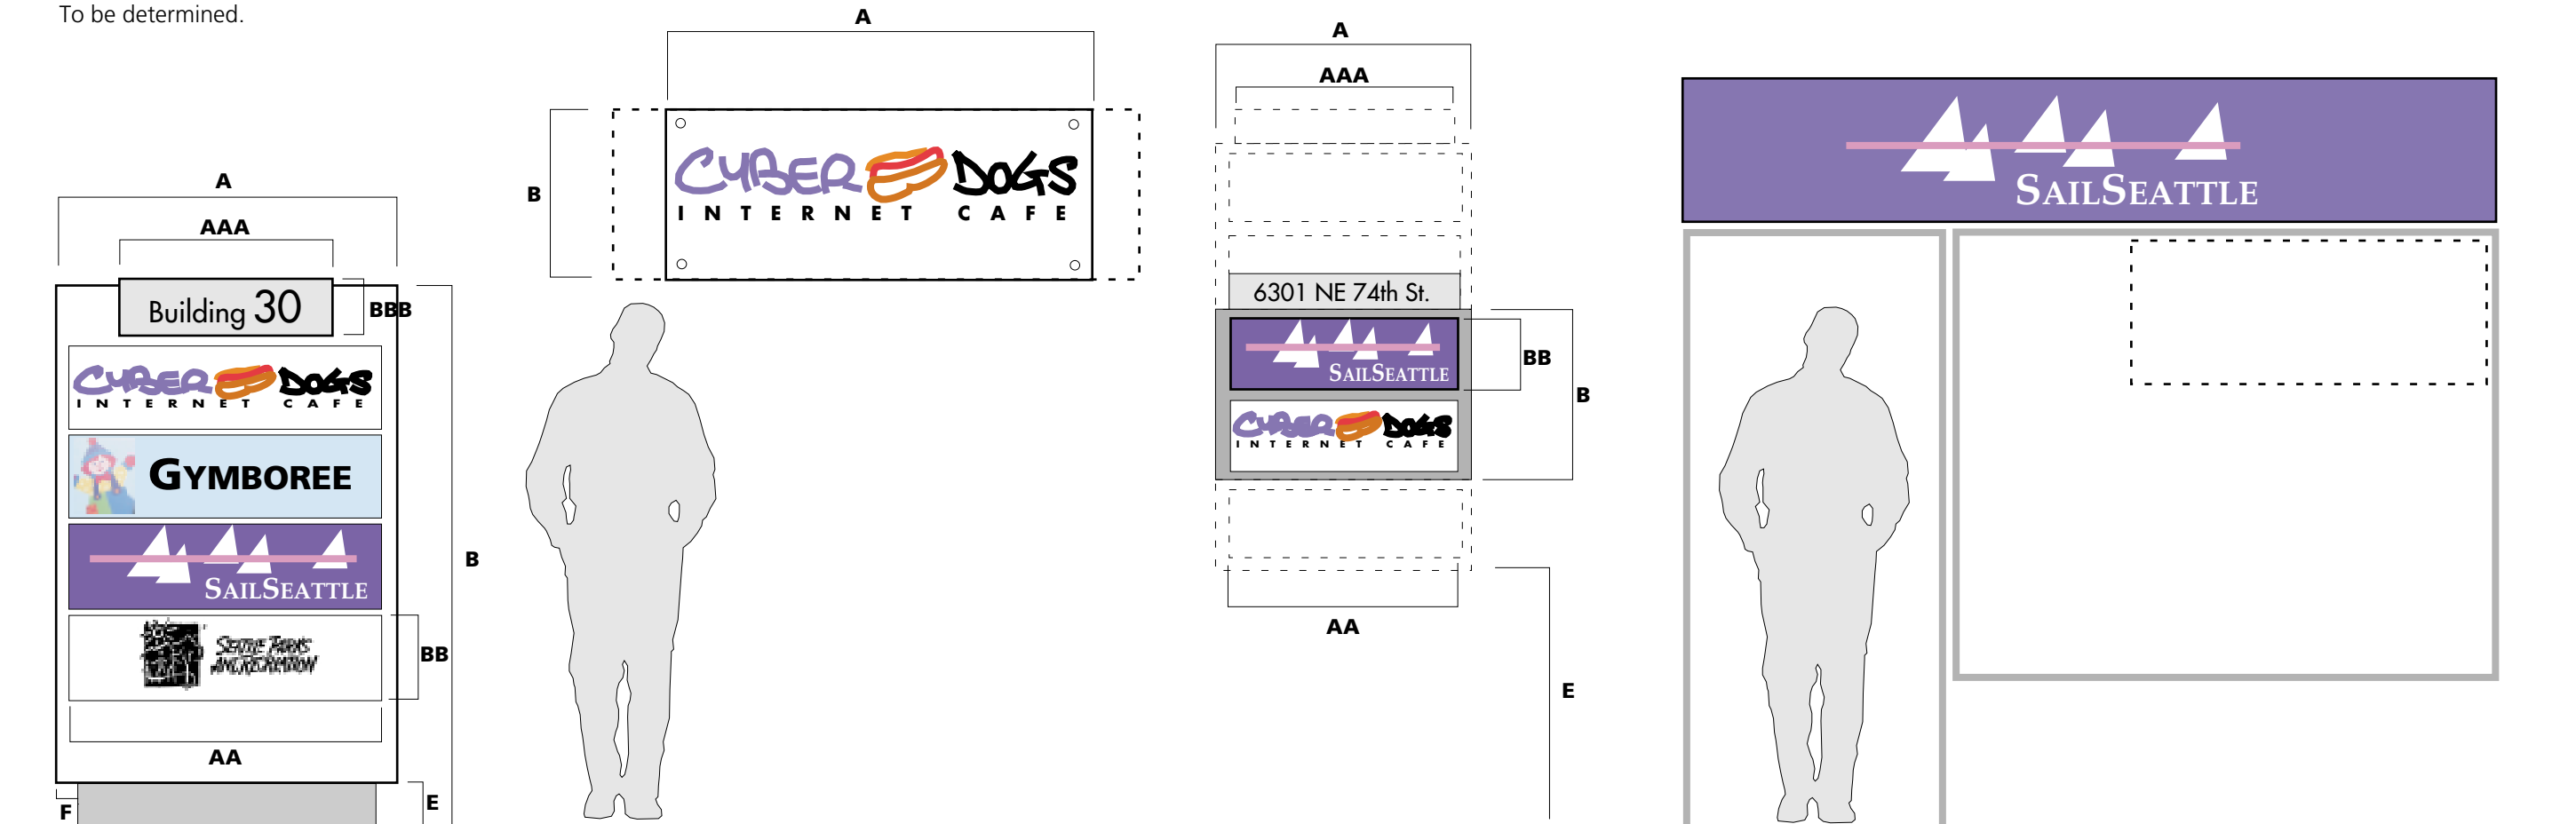 To be determined.
A
AAA
Building 30
BBB
CYBER DOGS
INTERNET CAFE
GYMBOREE
SAILSEATTLE
B
BB
AA
F
E
A
B
CYBER DOGS
INTERNET CAFE
A
AAA
6301 NE 74th St.
SAILSEATTLE
BB
B
CYBER DOGS
INTERNET CAFE
AA
E
SAILSEATTLE